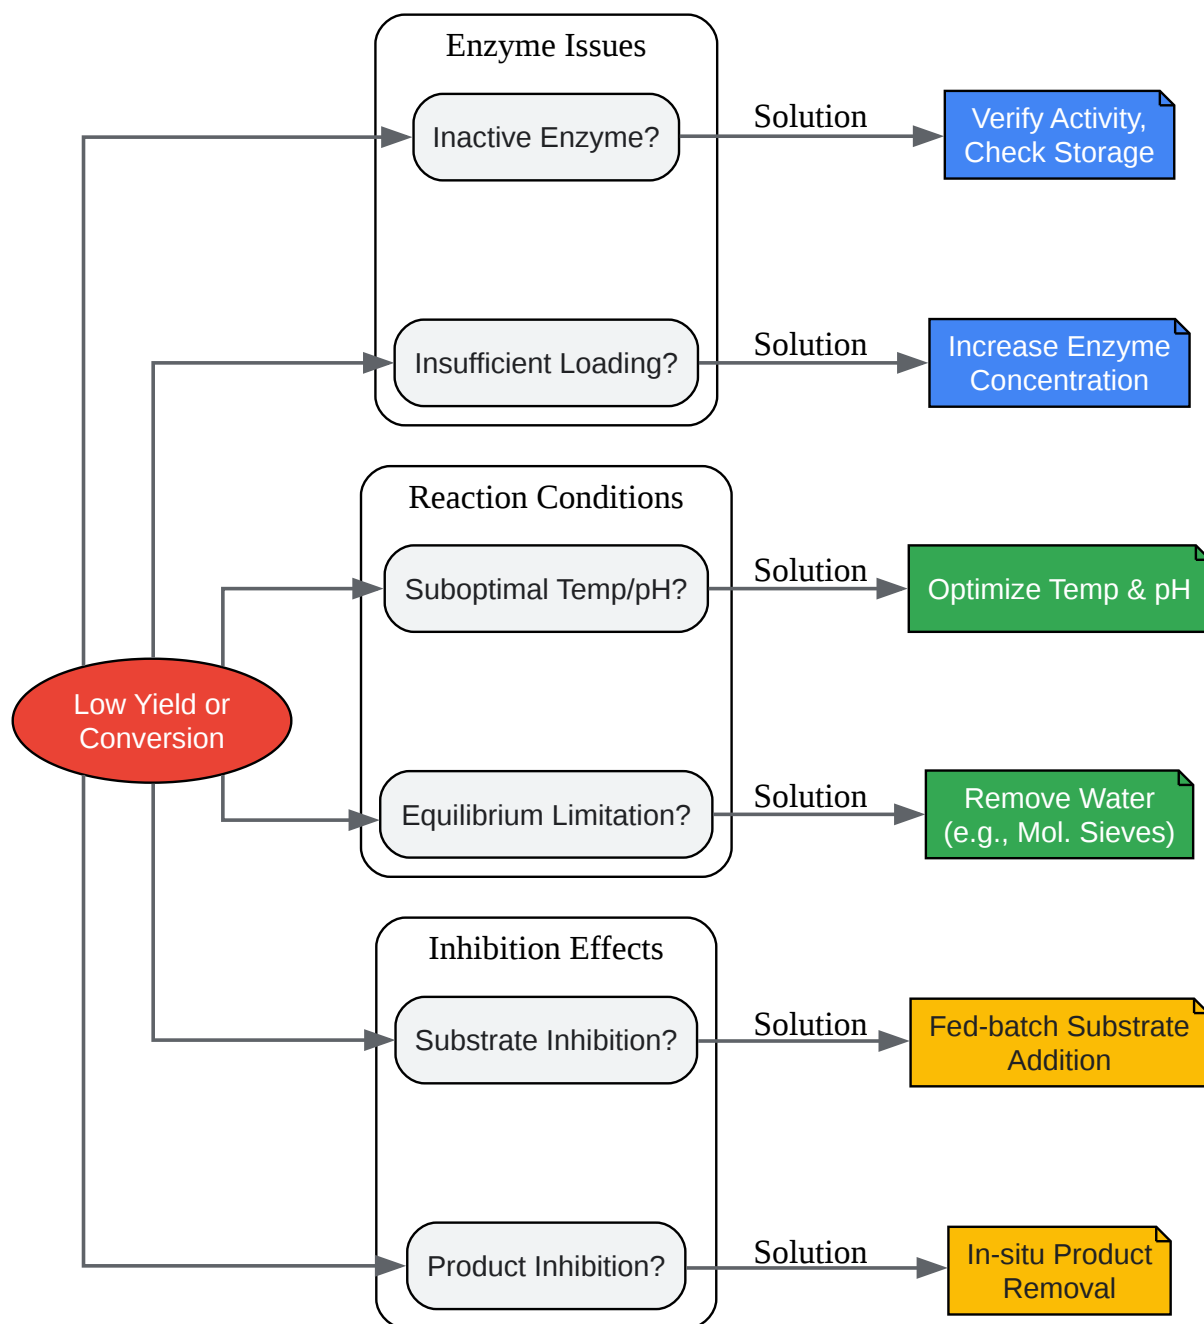 Enzyme Issues
Inactive Enzyme?
Solution
Verify Activity,
Check Storage
Insufficient Loading?
Solution
Increase Enzyme
Concentration
Reaction Conditions
Suboptimal Temp/pH?
Solution
Optimize Temp & pH
Low Yield or
Conversion
Equilibrium Limitation?
Solution
Remove Water
(e.g., Mol. Sieves)
Inhibition Effects
Substrate Inhibition?
Solution
Fed-batch Substrate
Addition
Product Inhibition?
Solution
In-situ Product
Removal